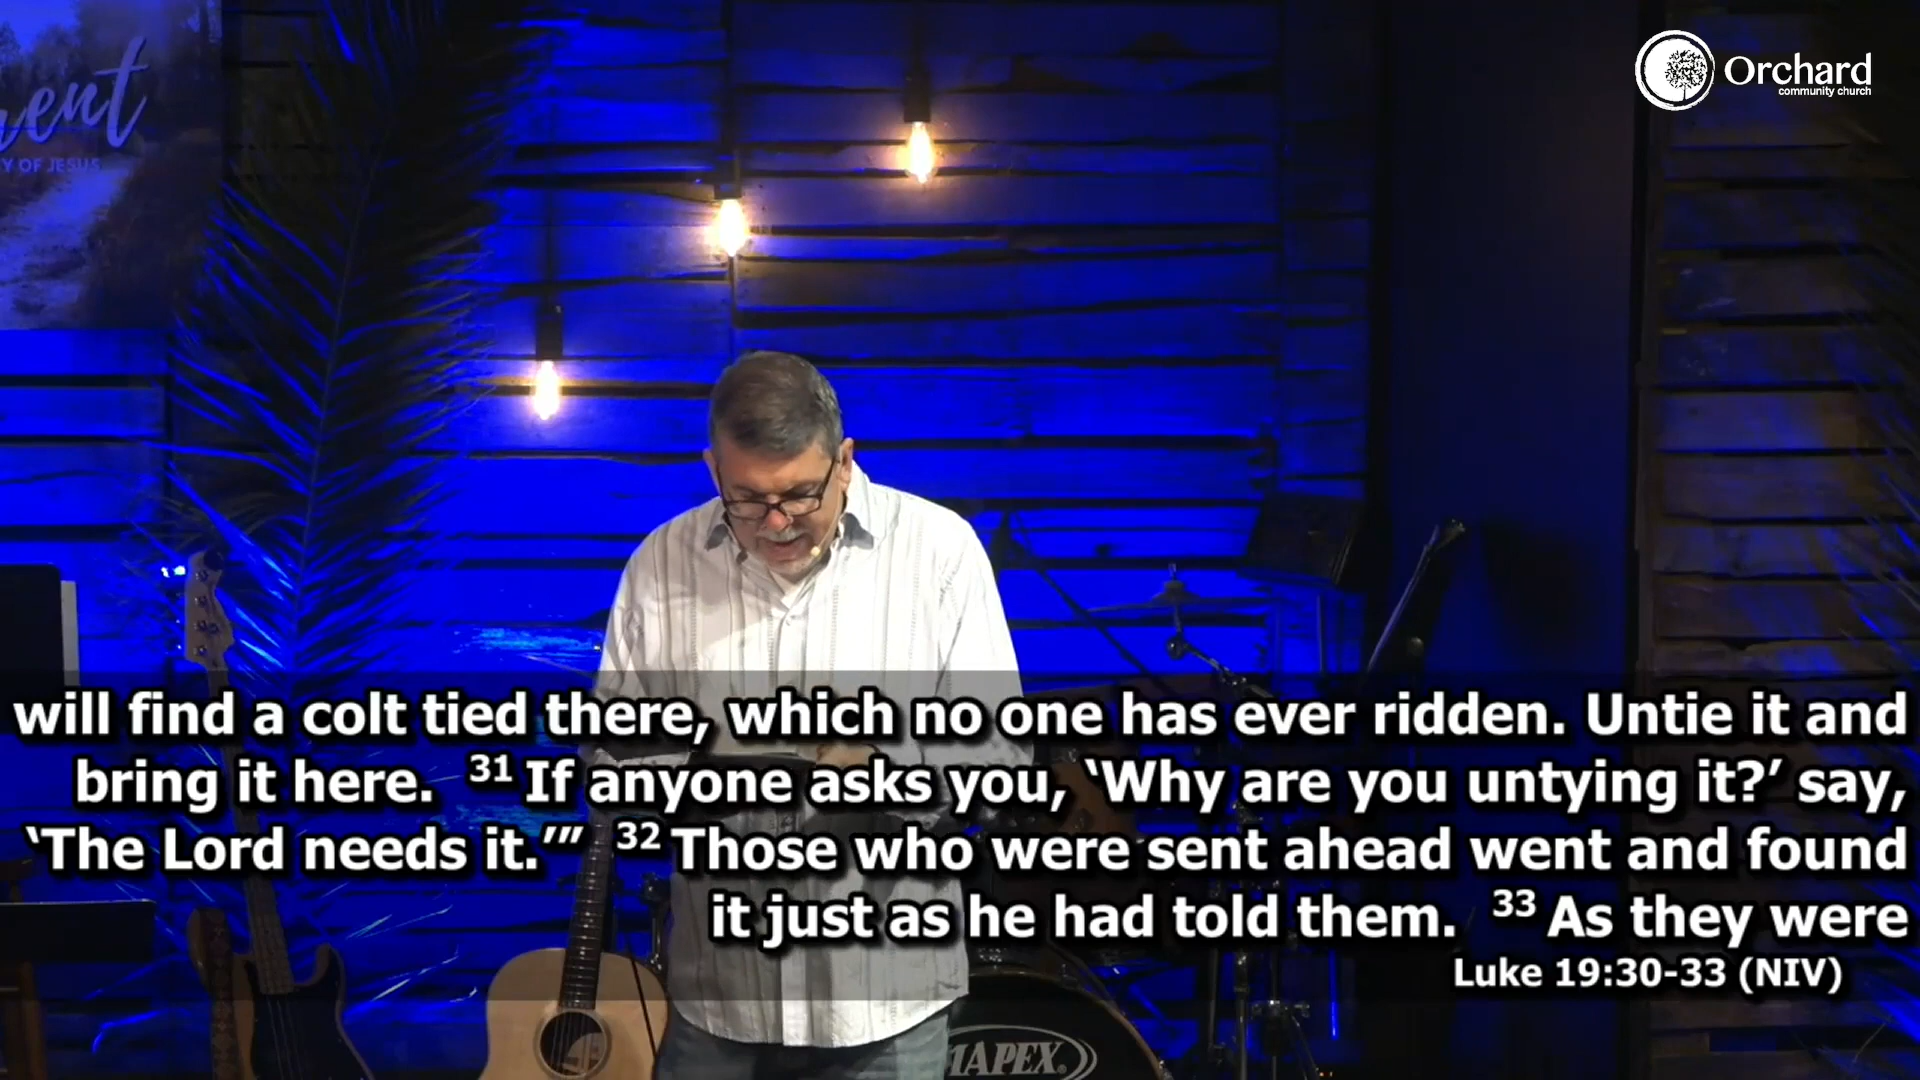 Orchard
community church
Y OF JESUS
will find a colt tied there, which no one has ever ridden. Untie it and
bring it here. 31 If anyone asks you, ‘Why are you untying it?’ say,
‘The Lord needs it.’” 32 Those who were sent ahead went and found
it just as he had told them. 33 As they were
Luke 19:30-33 (NIV)
APEX